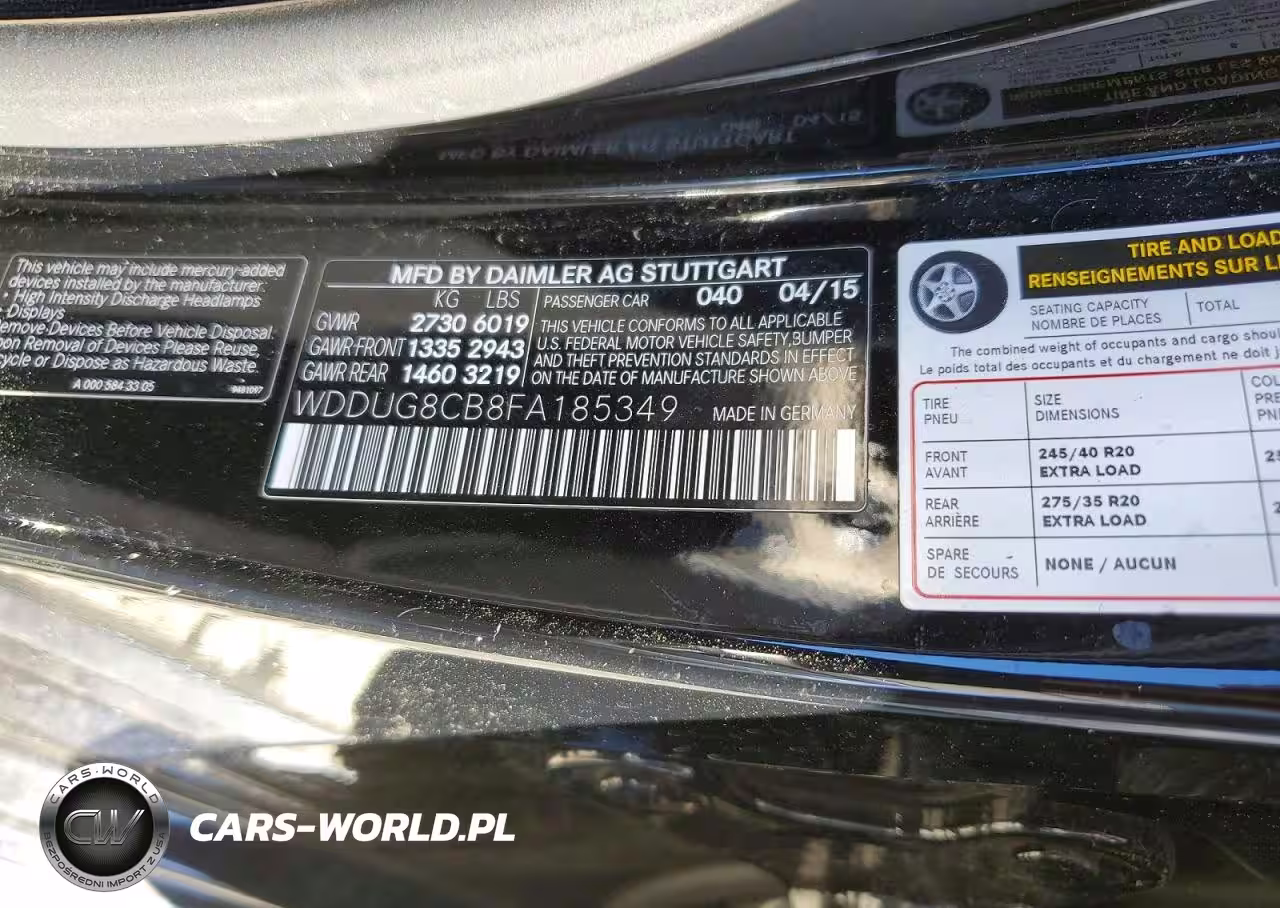 This vehicle may include mercury-added
devices installed by the manufacturer.
• High Intensity Discharge Headlamps
Displays
Remove Devices Before Vehicle Disposal.
Upon Removal of Devices Please Reuse,
or Dispose as Hazardous Waste.
A 000 584 33 05
MFD BY DAIMLER AG STUTTGART
KG LBS
PASSENGER CAR 040 04/15
GVWR 2730 6019
GAWR-FRONT 1335 2943
GAWR REAR 1460 3219
THIS VEHICLE CONFORMS TO ALL APPLICABLE
U.S. FEDERAL MOTOR VEHICLE SAFETY, BUMPER
AND THEFT PREVENTION STANDARDS IN EFFECT
ON THE DATE OF MANUFACTURE SHOWN ABOVE
WDDUG8CB8FA185349 MADE IN GERMANY
TIRE AND LOAD
RENSEIGNEMENTS SUR
SEATING CAPACITY
NOMBRE DE PLACES
TOTAL
The combined weight of occupants and cargo
Le poids total des occupants et du chargement ne doit
TIRE
PNEU
SIZE
DIMENSIONS
FRONT
AVANT
245/40 R20
EXTRA LOAD
REAR
ARRIÈRE
275/35 R20
EXTRA LOAD
SPARE
DE SECOURS
NONE / AUCUN
CARS-WORLD
CW
BEZPOŚREDNI IMPORT Z USA
CARS-WORLD.PL